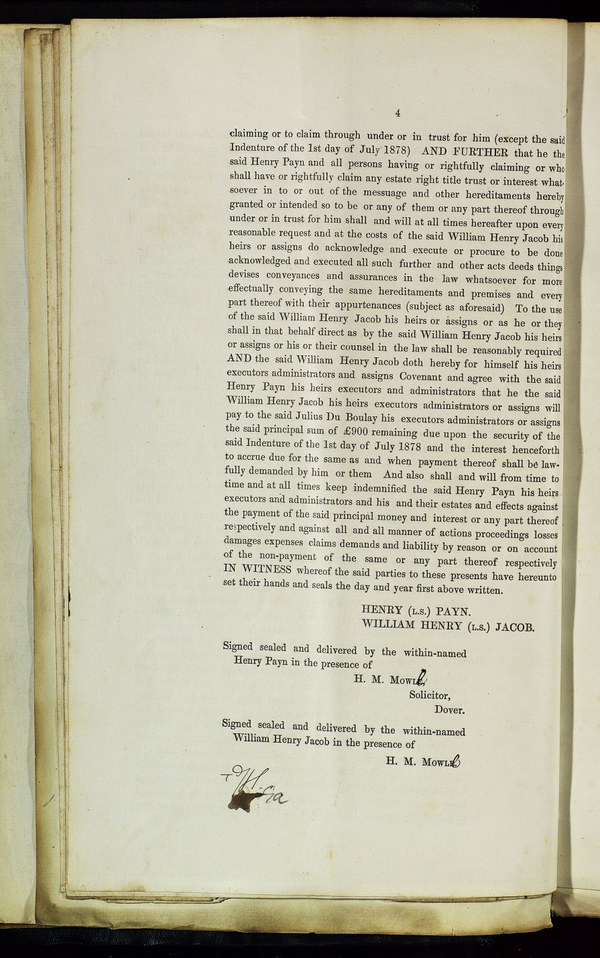 4
claiming or to claim through under or in trust for him (except the said
Indenture of the 1st day of July 1878) AND FURTHER that he the
said Henry Payn and all persons having or rightfully claiming or who
shall have or rightfully claim any estate right title trust or interest what-
soever in to or out of the messuage and other hereditaments hereby
granted or intended so to be or any of them or any part thereof through
under or in trust for him shall and will at all times hereafter upon every
reasonable request and at the costs of the said William Henry Jacob his
heirs or assigns do acknowledge and execute or procure to be done
acknowledged and executed all such further and other acts deeds things
devises conveyances and assurances in the law whatsoever for more
effectually conveying the same hereditaments and premises and every
part thereof with their appurtenances (subject as aforesaid) To the use
of the said William Henry Jacob his heirs or assigns or as he or they
shall in that behalf direct as by the said William Henry Jacob his heirs
or assigns or his or their counsel in the law shall be reasonably required
AND the said William Henry Jacob doth hereby for himself his heirs
executors administrators and assigns Covenant and agree with the said
Henry Payn his heirs executors and administrators that he the said
William Henry Jacob his heirs executors administrators or assigns will
pay to the said Julius Du Boulay his executors administrators or assigns
the said principal sum of £900 remaining due upon the security of the
said Indenture of the 1st day of July 1878 and the interest henceforth
to accrue due for the same as and when payment thereof shall be law-
fully demanded by him or them And also shall and will from time to
time and at all times keep indemnified the said Henry Payn his heirs
executors and administrators and his and their estates and effects against
the payment of the said principal money and interest or any part thereof
respectively and against all and all manner of actions proceedings losses
damages expenses claims demands and liability by reason or on account
of the non-payment of the same or any part thereof respectively
IN WITNESS whereof the said parties to these presents have hereunto
set their hands and seals the day and year first above written.
HENRY (L.S.) PAYN.
WILLIAM HENRY (L.S.) JACOB.
Signed sealed and delivered by the within-named
Henry Payn in the presence of
H. M. Mowll
Solicitor,
Dover.
Signed sealed and delivered by the within-named
William Henry Jacob in the presence of
H. M. Mowll